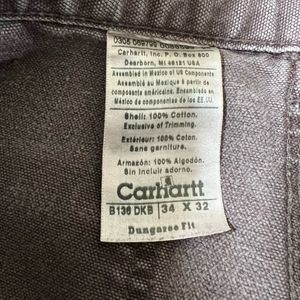 Carhartt, Inc. P.O. Box 600
Dearborn, MI 48121 USA
Assembled in Mexico of US Components
Assemblé au Mexique à partir de
composante américains. Ensamblado en
México de componentes de los EE.UU.
Shell: 100% Cotton.
Exclusive of Trimming.
Extérieur: 100% Coton.
Sans garniture.
Armazón: 100% Algodón.
Sin incluir adorno.
Carhartt
B136 DKB 34 X 32
Dungaree Fit